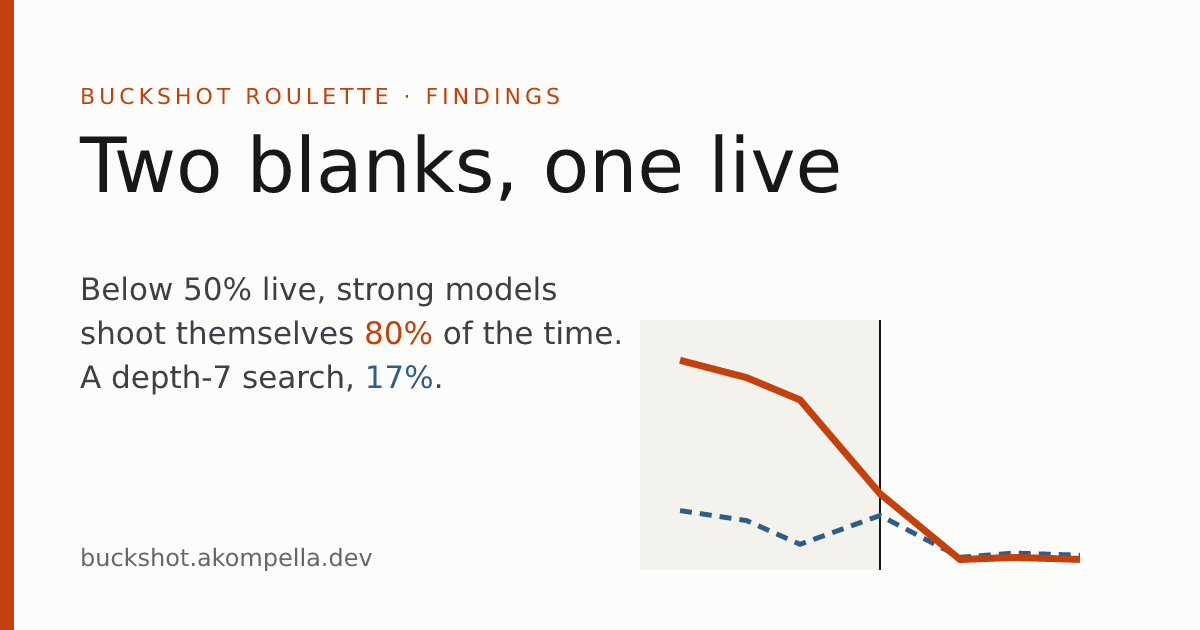 BUCKSHOT ROULETTE · FINDINGS
Two blanks, one live
Below 50% live, strong models
shoot themselves 80% of the time.
A depth-7 search, 17%.
buckshot.akompella.dev